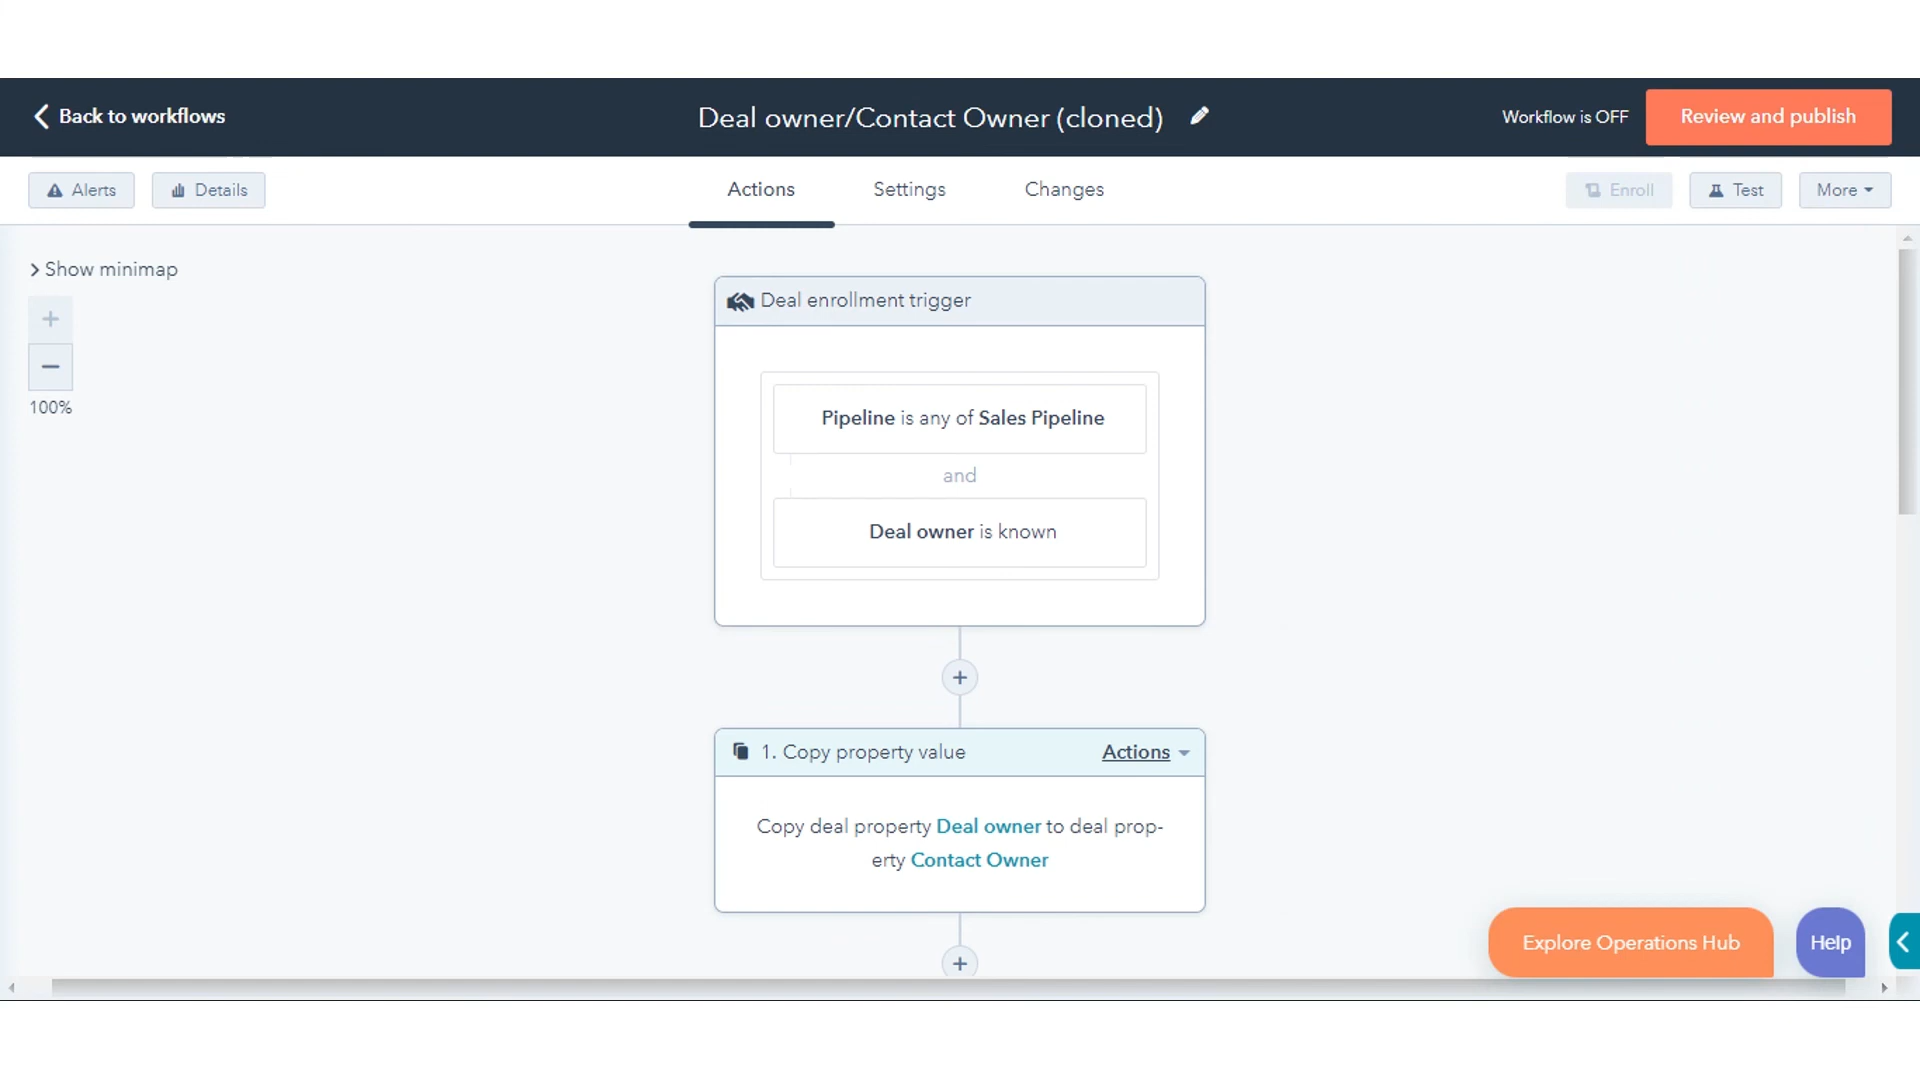 Back to workflows
Deal owner/Contact Owner (cloned)
Workflow is OFF
Review and publish
Alerts
Details
Actions
Settings
Changes
Enroll
Test
More
Show minimap
+
−
100%
Deal enrollment trigger
Pipeline is any of Sales Pipeline
and
Deal owner is known
+
1. Copy property value
Actions
Copy deal property Deal owner to deal prop-
erty Contact Owner
+
Explore Operations Hub
Help